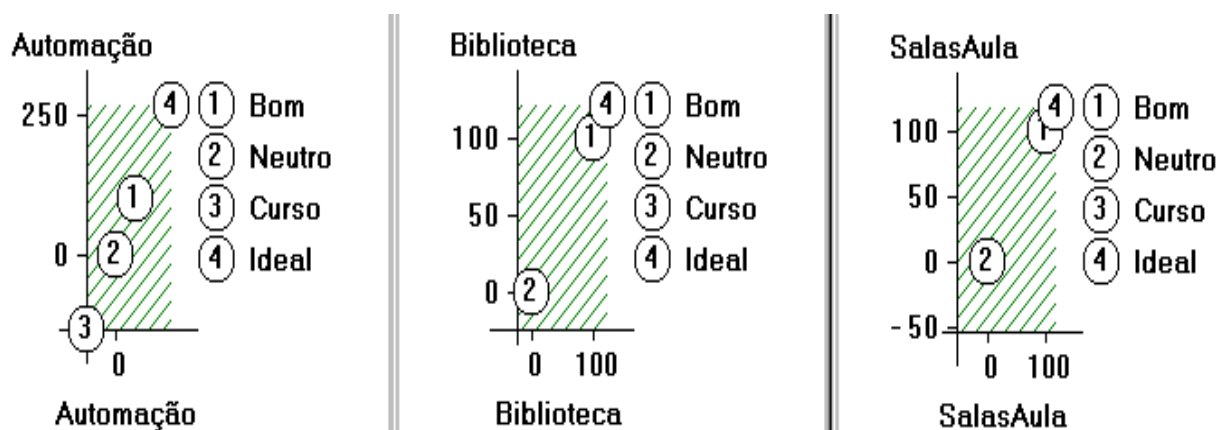 Automação
250
0
0
4
1
2
3
1 Bom
2 Neutro
3 Curso
4 Ideal
Automação
Biblioteca
100
50
0
0 100
4
1
2
1 Bom
2 Neutro
3 Curso
4 Ideal
Biblioteca
SalasAula
100
50
0
- 50
0 100
4
1
2
1 Bom
2 Neutro
3 Curso
4 Ideal
SalasAula